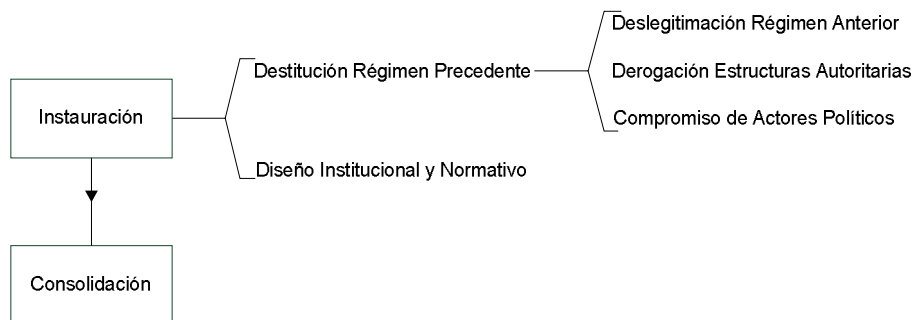 Deslegitimación Régimen Anterior
Destitución Régimen Precedente
Derogación Estructuras Autoritarias
Instauración
Compromiso de Actores Políticos
Diseño Institucional y Normativo
Consolidación